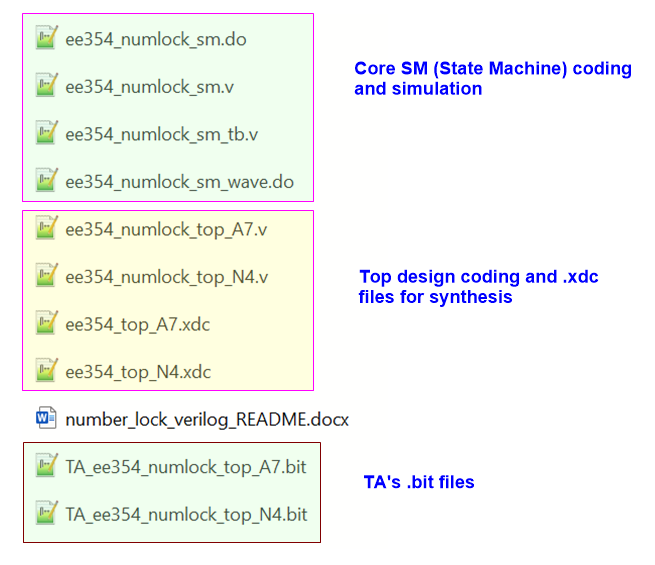 ee354_numlock_sm.do
ee354_numlock_sm.v
ee354_numlock_sm_tb.v
ee354_numlock_sm_wave.do
Core SM (State Machine) coding
and simulation
ee354_numlock_top_A7.v
ee354_numlock_top_N4.v
ee354_top_A7.xdc
ee354_top_N4.xdc
Top design coding and .xdc
files for synthesis
number_lock_verilog_README.docx
TA_ee354_numlock_top_A7.bit
TA_ee354_numlock_top_N4.bit
TA's .bit files